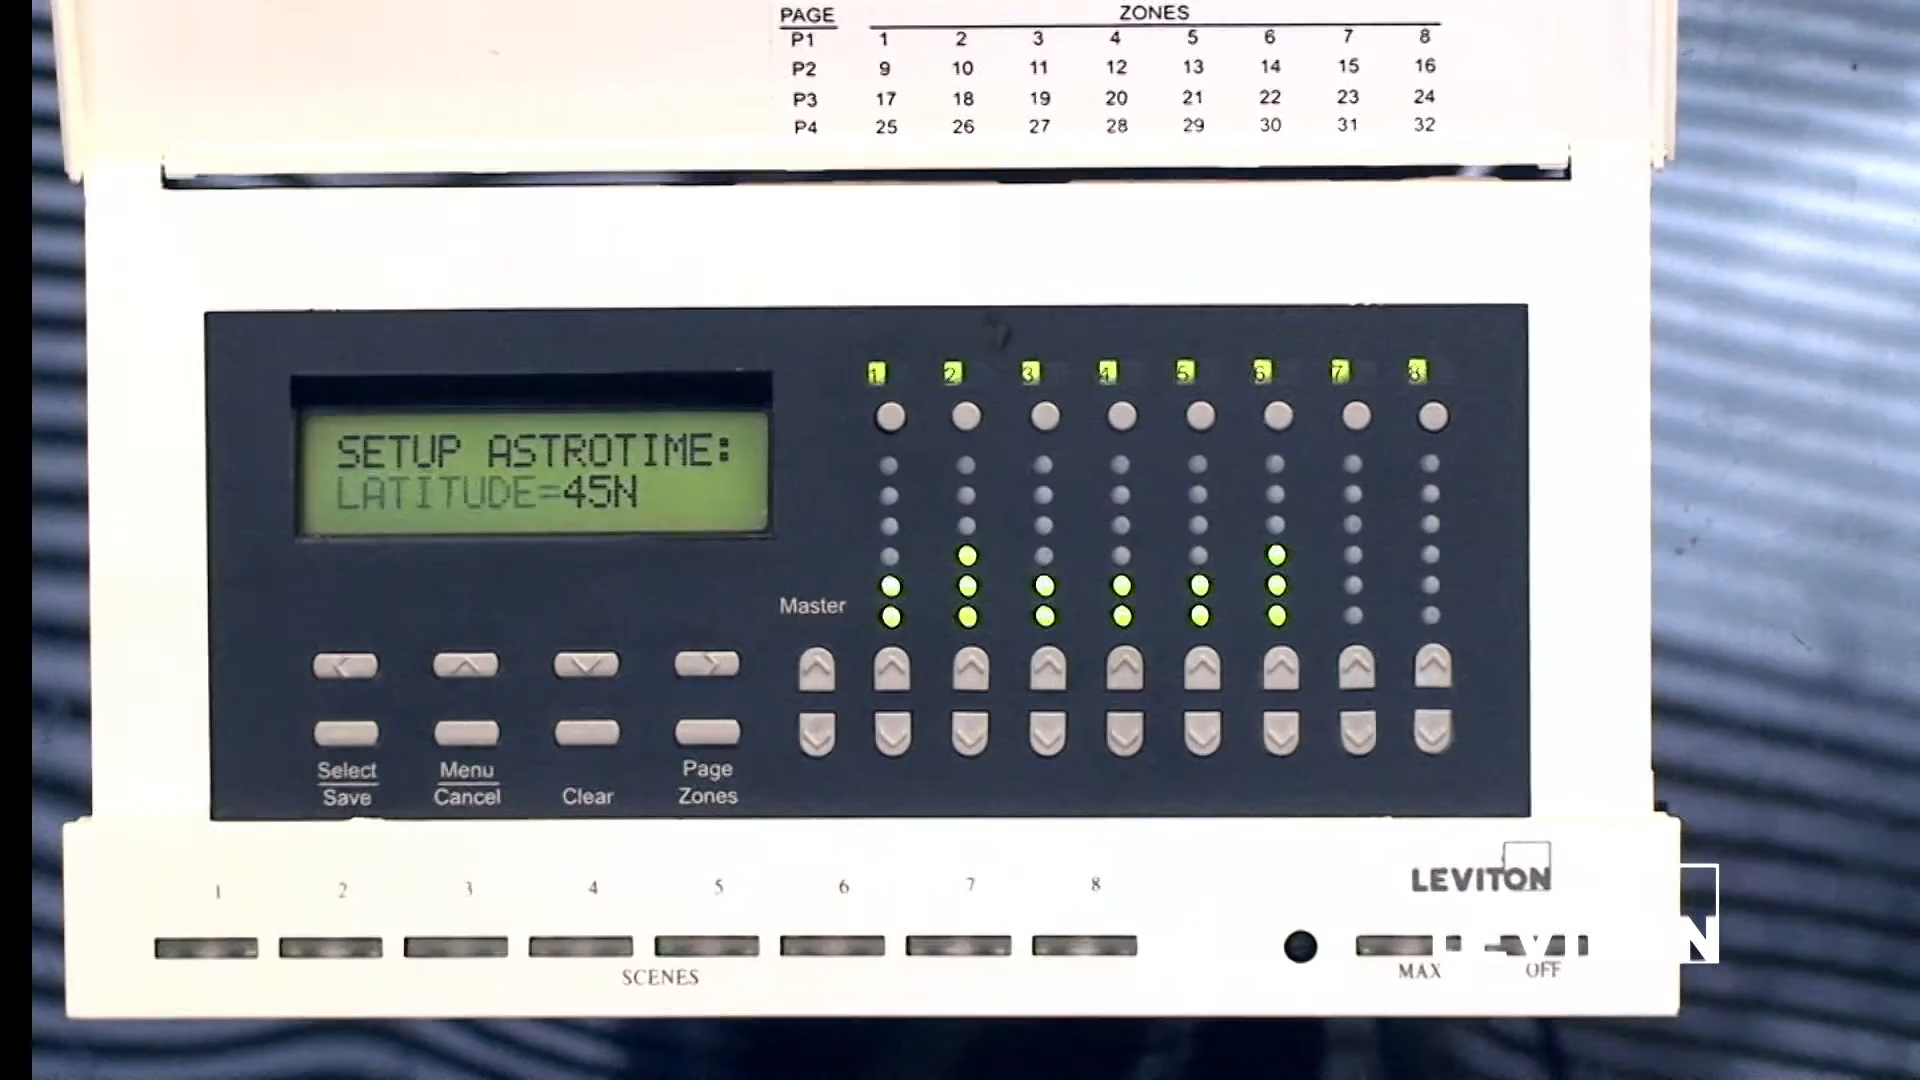 PAGE ZONES
P1 1 2 3 4 5 6 7 8
P2 9 10 11 12 13 14 15 16
P3 17 18 19 20 21 22 23 24
P4 25 26 27 28 29 30 31 32
1 2 3 4 5 6 7 8
SETUP ASTROTIME:
LATITUDE=45N
Master
Select
Save
Menu
Cancel
Clear
Page
Zones
1 2 3 4 5 6 7 8
SCENES
LEVITON
MAX
OFF
LEVITON